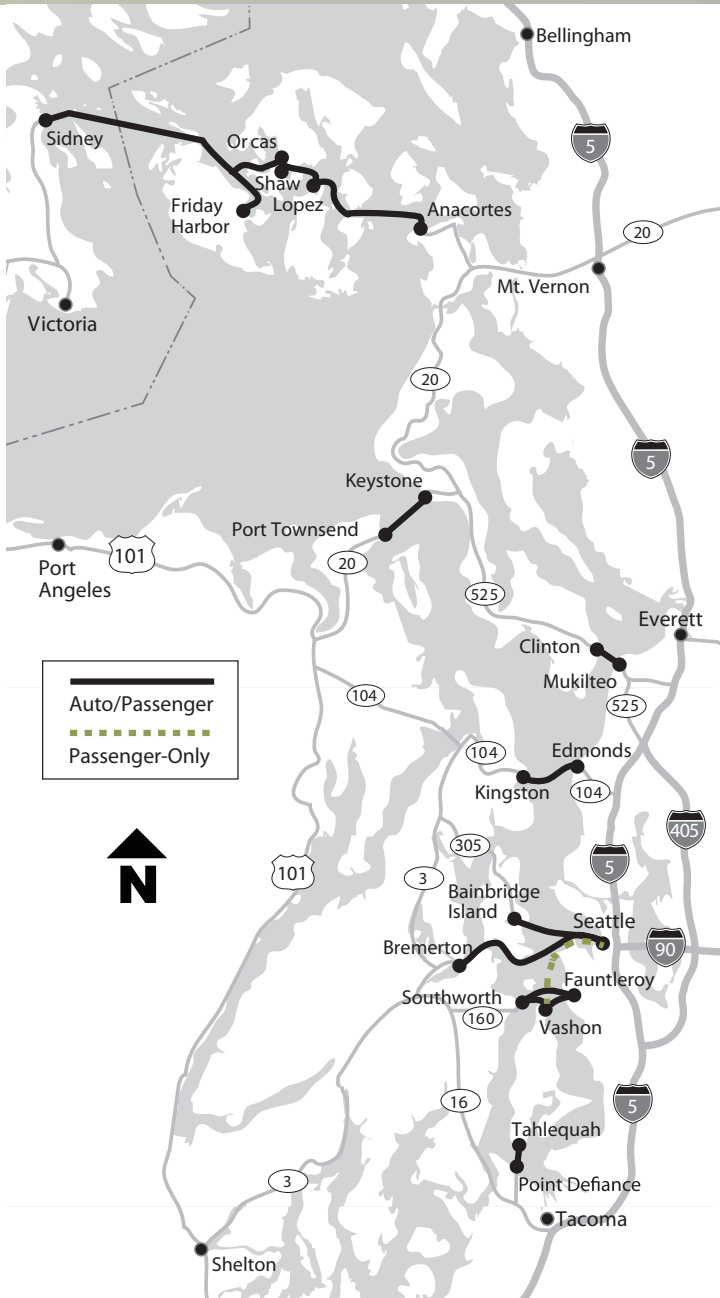 Bellingham
Sidney
5
Orcas
Shaw
Friday
Harbor
Lopez
Anacortes
20
Mt. Vernon
Victoria
20
5
Keystone
Port Townsend
101
20
Port
Angeles
525
Everett
Clinton
Mukilteo
Auto/Passenger
Passenger-Only
104
525
104
Edmonds
Kingston
104
405
305
5
N
101
3
Bainbridge
Island
Seattle
Bremerton
90
Fauntleroy
Southworth
160
Vashon
16
5
Tahlequah
Point Defiance
3
Tacoma
Shelton